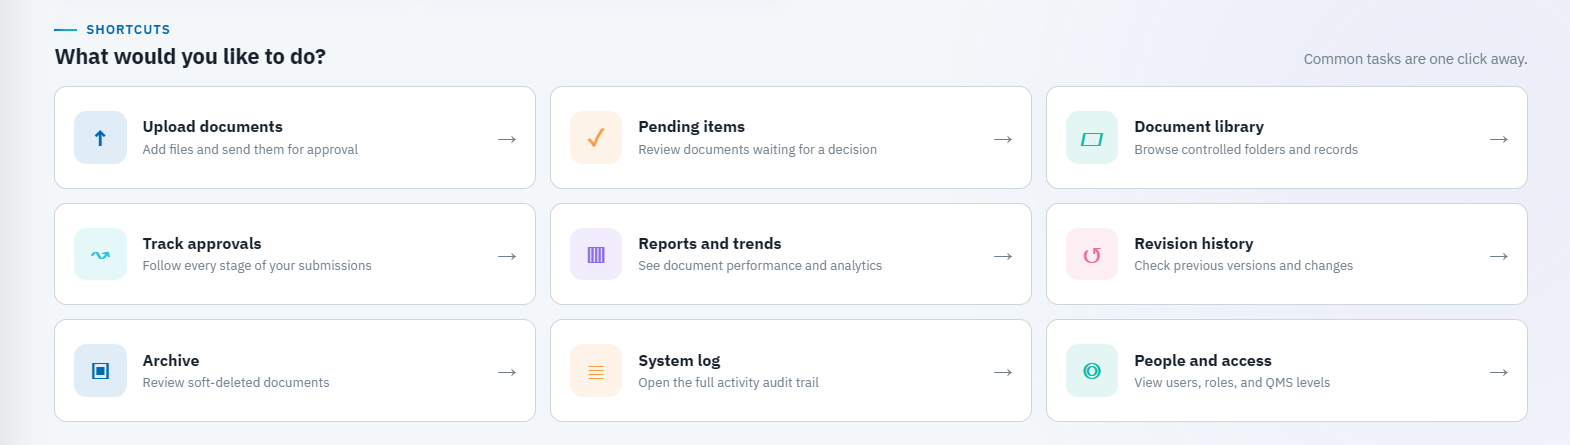 SHORTCUTS
What would you like to do?
Common tasks are one click away.
Upload documents
Add files and send them for approval
Pending items
Review documents waiting for a decision
Document library
Browse controlled folders and records
Track approvals
Follow every stage of your submissions
Reports and trends
See document performance and analytics
Revision history
Check previous versions and changes
Archive
Review soft-deleted documents
System log
Open the full activity audit trail
People and access
View users, roles, and QMS levels